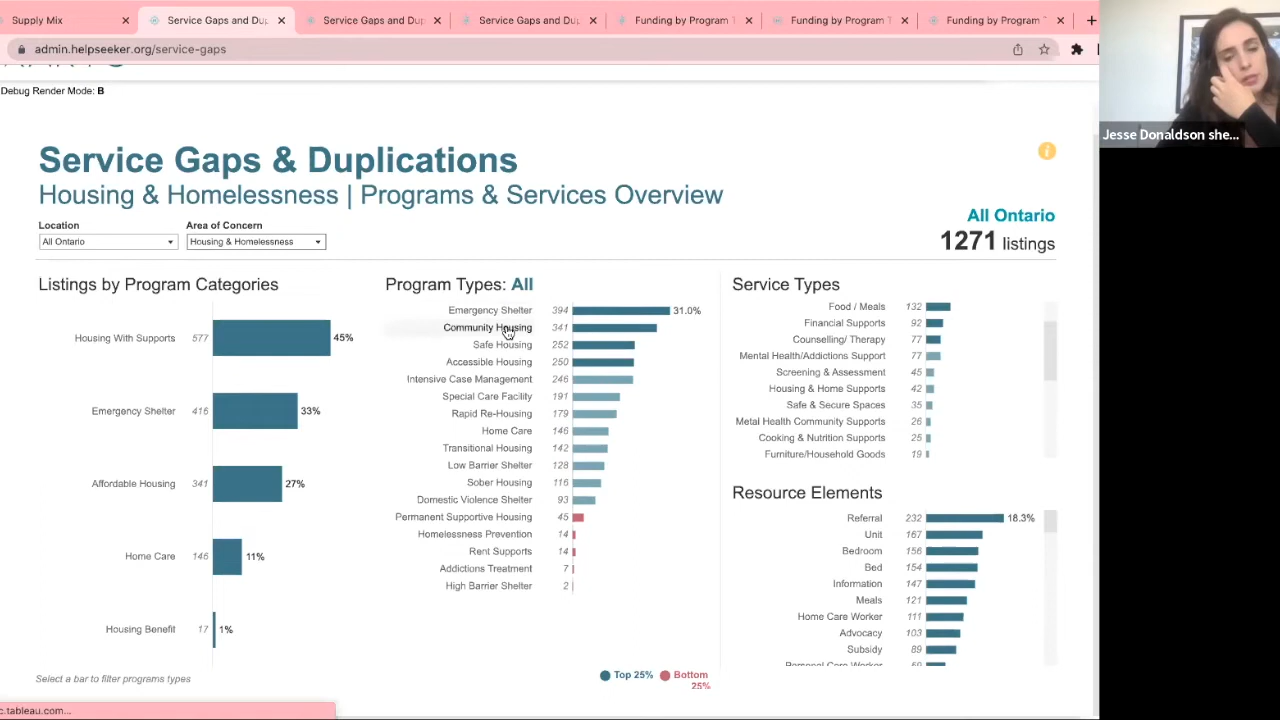 Supply Mix
Service Gaps and Dup
Service Gaps and Dup
Service Gaps and Du
Funding by Program T
Funding by Program T
Funding by Program T
admin.helpseeker.org/service-gaps
Debug Render Mode: B
Service Gaps & Duplications
Housing & Homelessness | Programs & Services Overview
Location
Area of Concern
All Ontario
Housing & Homelessness
All Ontario
1271 listings
Listings by Program Categories
Housing With Supports 577 45%
Emergency Shelter 416 33%
Affordable Housing 341 27%
Home Care 146 11%
Housing Benefit 17 1%
Select a bar to filter programs types
Program Types: All
Emergency Shelter 394 31.0%
Community Housing 341
Safe Housing 252
Accessible Housing 250
Intensive Case Management 246
Special Care Facility 191
Rapid Re-Housing 179
Home Care 146
Transitional Housing 142
Low Barrier Shelter 128
Sober Housing 116
Domestic Violence Shelter 93
Permanent Supportive Housing 45
Homelessness Prevention 14
Rent Supports 14
Addictions Treatment 7
High Barrier Shelter 2
Top 25% Bottom
25%
Service Types
Food / Meals 132
Financial Supports 92
Counselling/ Therapy 77
Mental Health/Addictions Support 77
Screening & Assessment 45
Housing & Home Supports 42
Safe & Secure Spaces 35
Metal Health Community Supports 26
Cooking & Nutrition Supports 25
Furniture/Household Goods 19
Resource Elements
Referral 232 18.3%
Unit 167
Bedroom 156
Bed 154
Information 147
Meals 121
Home Care Worker 111
Advocacy 103
Subsidy 89
Personal Care Worker
c.tableau.com...
Jesse Donaldson she...